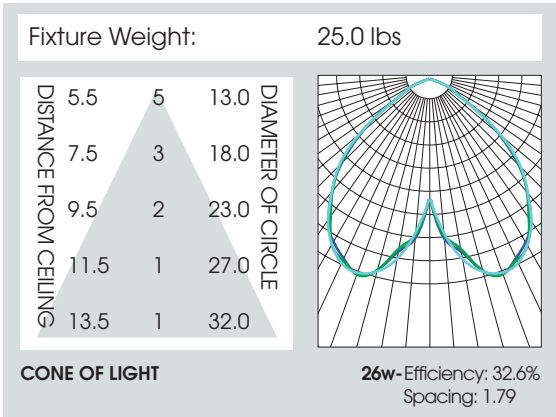 Fixture Weight: 25.0 lbs
DISTANCE FROM CEILING
5.5 5 13.0
7.5 3 18.0
9.5 2 23.0
11.5 1 27.0
13.5 1 32.0
DIAMETER OF CIRCLE
CONE OF LIGHT
26w-Efficiency: 32.6%
Spacing: 1.79